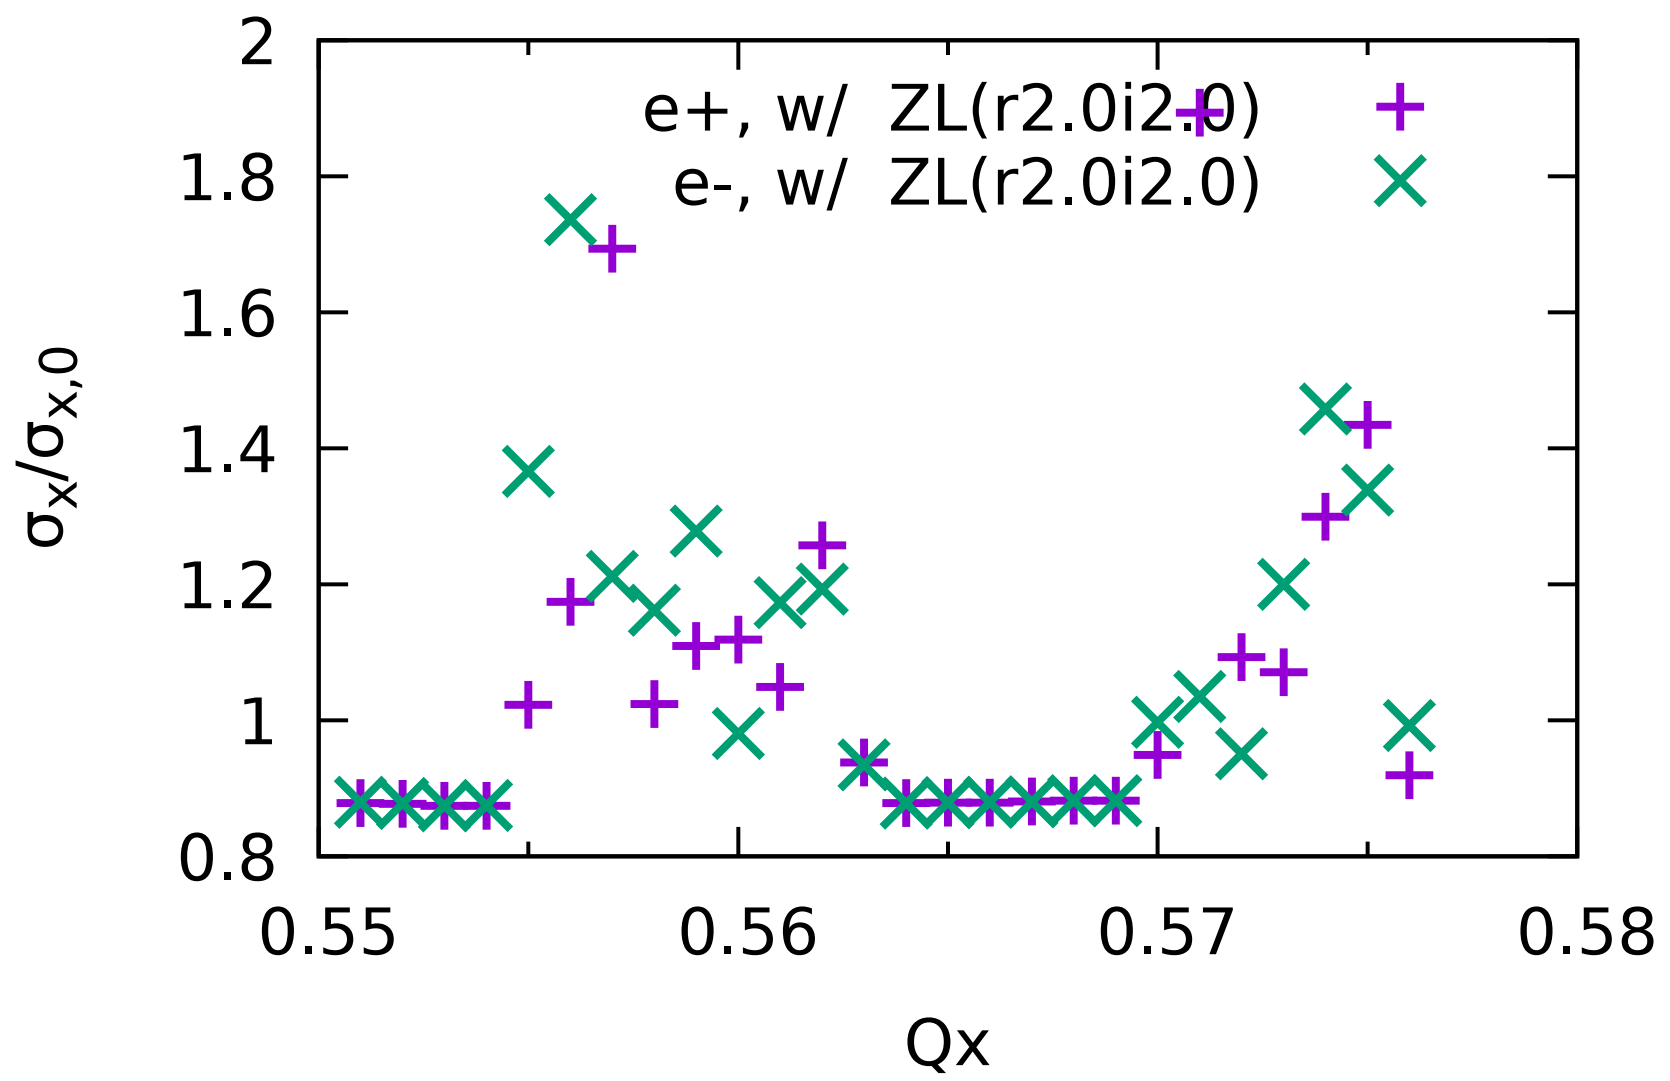 2
1.8
1.6
1.4
1.2
1
0.8
0.55 0.56 0.57 0.58
σx/σx,0
Qx
e+, w/ ZL(r2.0i2.0)
e-, w/ ZL(r2.0i2.0)